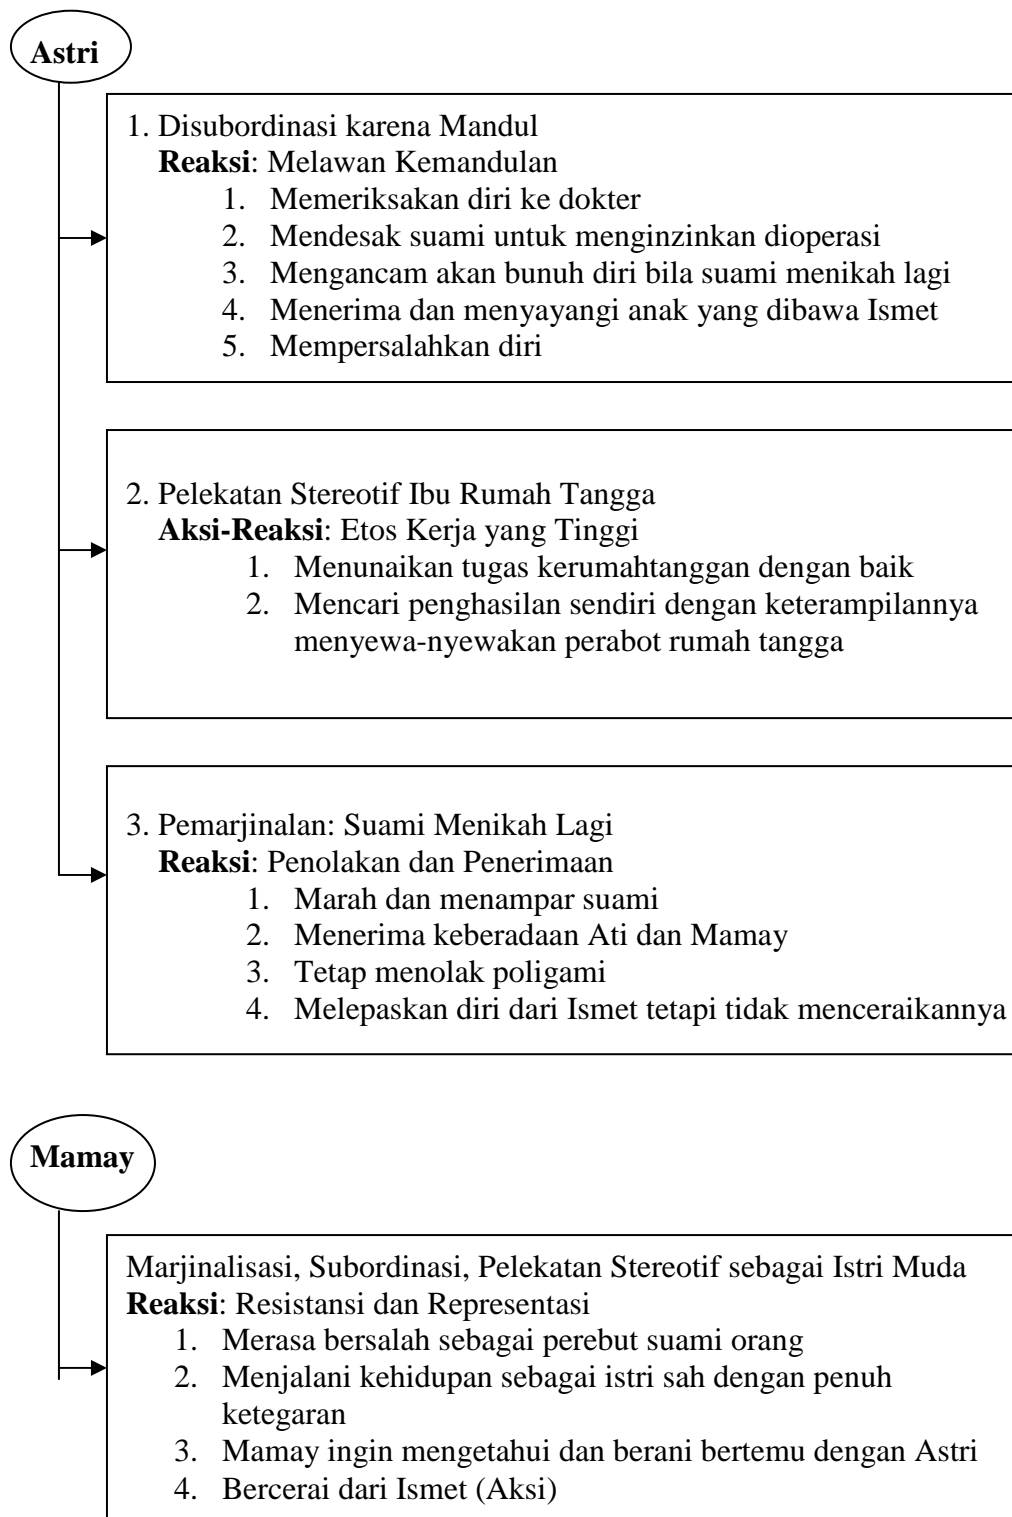 Astri
1. Disubordinasi karena Mandul
Reaksi: Melawan Kemandulan
1. Memeriksakan diri ke dokter
2. Mendesak suami untuk menginzinkan dioperasi
3. Mengancam akan bunuh diri bila suami menikah lagi
4. Menerima dan menyayangi anak yang dibawa Ismet
5. Mempersalahkan diri
2. Pelekatan Stereotif Ibu Rumah Tangga
Aksi-Reaksi: Etos Kerja yang Tinggi
1. Menunaikan tugas kerumahtanggan dengan baik
2. Mencari penghasilan sendiri dengan keterampilannya
menyewa-nyewakan perabot rumah tangga
3. Pemarjinalan: Suami Menikah Lagi
Reaksi: Penolakan dan Penerimaan
1. Marah dan menampar suami
2. Menerima keberadaan Ati dan Mamay
3. Tetap menolak poligami
4. Melepaskan diri dari Ismet tetapi tidak menceraikannya
Mamay
Marjinalisasi, Subordinasi, Pelekatan Stereotif sebagai Istri Muda
Reaksi: Resistansi dan Representasi
1. Merasa bersalah sebagai perebut suami orang
2. Menjalani kehidupan sebagai istri sah dengan penuh
ketegaran
3. Mamay ingin mengetahui dan berani bertemu dengan Astri
4. Bercerai dari Ismet (Aksi)